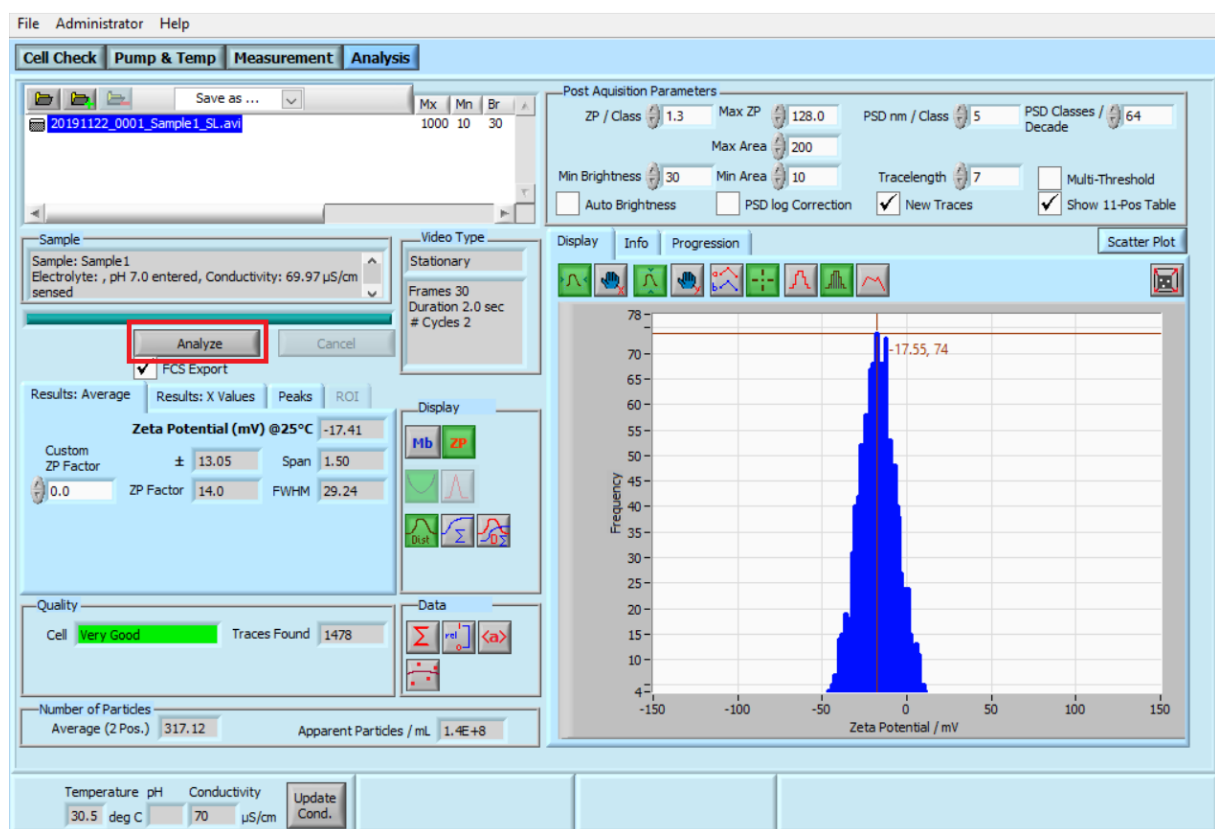 File Administrator Help
Cell Check Pump & Temp Measurement Analysis
Save as ...
Mx Mn Br
20191122_0001_Sample1_SL.avi 1000 10 30
Post Aquisition Parameters
ZP / Class 1.3 Max ZP 128.0 PSD nm / Class 5 PSD Classes / Decade 64
Max Area 200
Min Brightness 30 Min Area 10 Tracelength 7 Multi-Threshold
Auto Brightness PSD log Correction New Traces Show 11-Pos Table
Sample
Sample: Sample1
Electrolyte: , pH 7.0 entered, Conductivity: 69.97 µS/cm
sensed
Video Type
Stationary
Frames 30
Duration 2.0 sec
# Cycles 2
Analyze Cancel
FCS Export
Results: Average Results: X Values Peaks ROI
Zeta Potential (mV) @25°C -17.41
Custom
ZP Factor
0.0
± 13.05 Span 1.50
ZP Factor 14.0 FWHM 29.24
Display
Mb ZP
Dist Σ D Σ
Quality
Cell Very Good Traces Found 1478
Data
Σ rel <a>
Number of Particles
Average (2 Pos.) 317.12 Apparent Particles / mL 1.4E+8
Display Info Progression Scatter Plot
78
70
65
60
55
50
45
40
35
30
25
20
15
10
4
Frequency
-17.55, 74
-150 -100 -50 0 50 100 150
Zeta Potential / mV
Temperature pH Conductivity
30.5 deg C 70 µS/cm
Update
Cond.